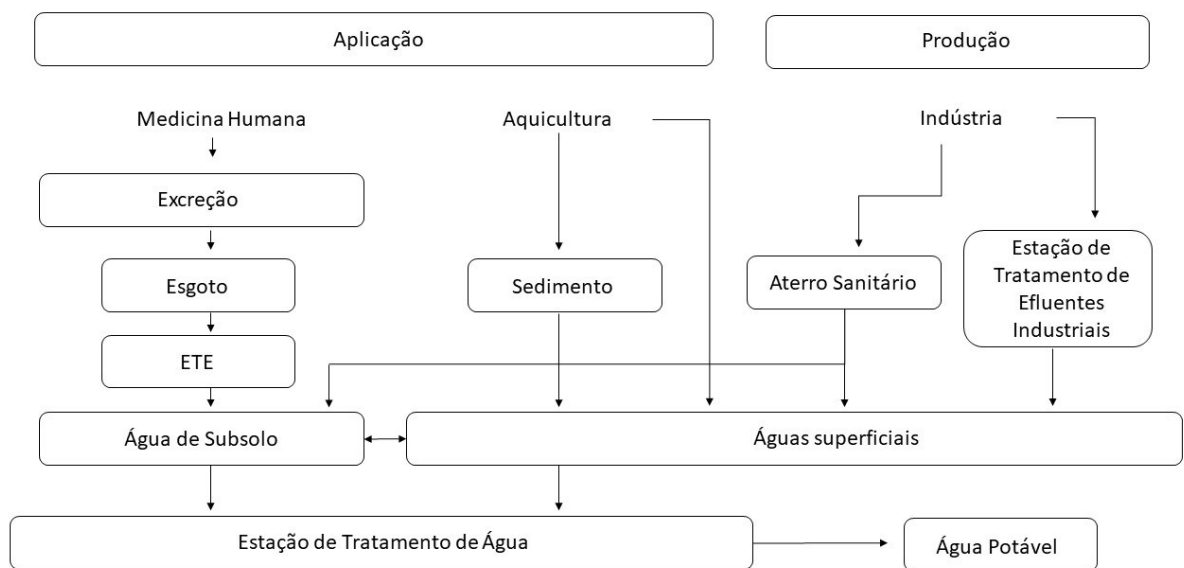 Aplicação
Produção
Medicina Humana
Aquicultura
Indústria
Excreção
Esgoto
Sedimento
Aterro Sanitário
Estação de
Tratamento de
Efluentes
Industriais
ETE
Água de Subsolo
Águas superficiais
Estação de Tratamento de Água
Água Potável